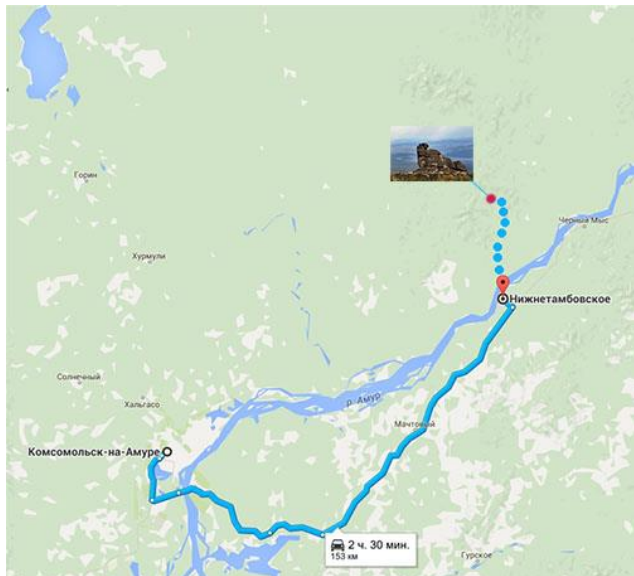 Горин
Черный Мыс
Хурмули
Нижнетамбовское
Солнечный
Хальгасо
р. Амур
Мачтовый
Комсомольск-на-Амуре
2 ч. 30 мин.
153 км
Гурское